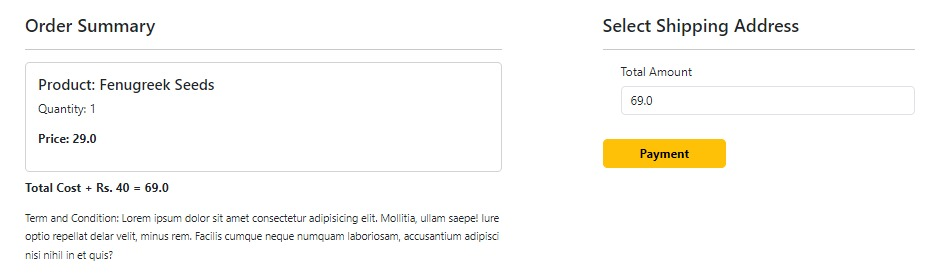 Order Summary
Product: Fenugreek Seeds
Quantity: 1
Price: 29.0
Total Cost + Rs. 40 = 69.0
Term and Condition: Lorem ipsum dolor sit amet consectetur adipisicing elit. Mollitia, ullam saepe! Iure
optio repellat delar velit, minus rem. Facilis cumque neque numquam laboriosam, accusantium adipisci
nisi nihil in et quis?
Select Shipping Address
Total Amount
69.0
Payment